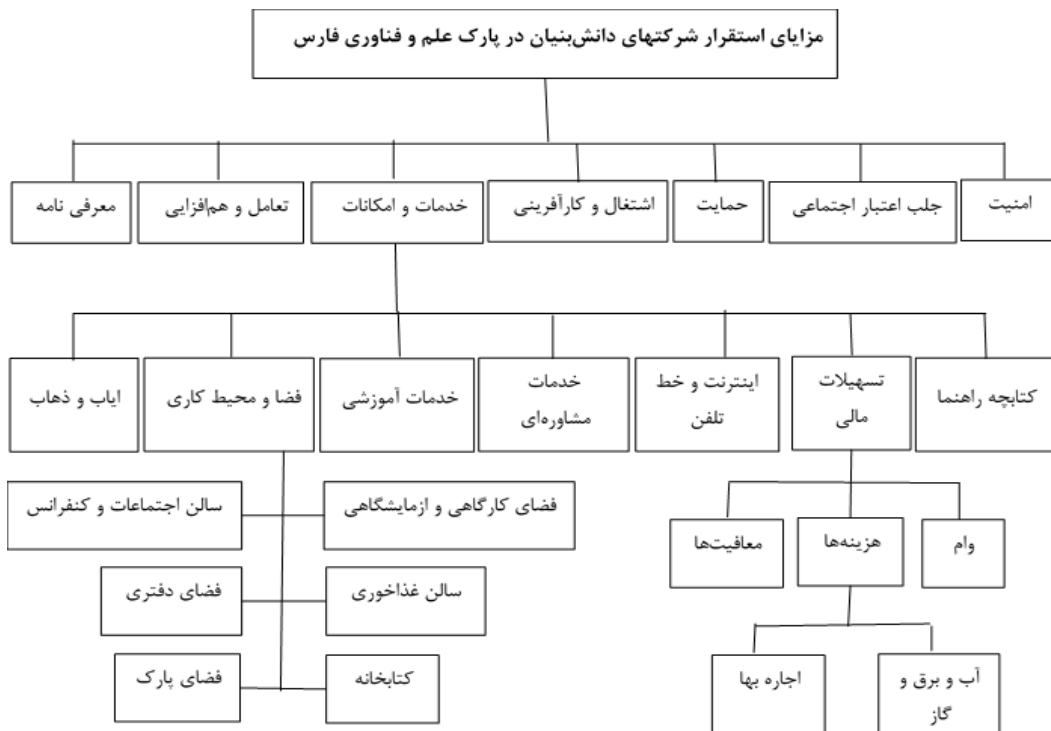 مزایای استقرار شرکتهای دانش‌بنیان در پارک علم و فناوری فارس
امنیت
جلب اعتبار اجتماعی
حمایت
اشتغال و کارآفرینی
خدمات و امکانات
تعامل و هم‌افزایی
معرفی نامه
کتابچه راهنما
تسهیلات
مالی
اینترنت و خط
تلفن
خدمات
مشاوره‌ای
خدمات آموزشی
فضا و محیط کاری
ایاب و ذهاب
فضای کارگاهی و ازمایشگاهی
سالن اجتماعات و کنفرانس
سالن غذاخوری
فضای دفتری
کتابخانه
فضای پارک
وام
هزینه‌ها
معافیت‌ها
آب و برق و
گاز
اجاره بها